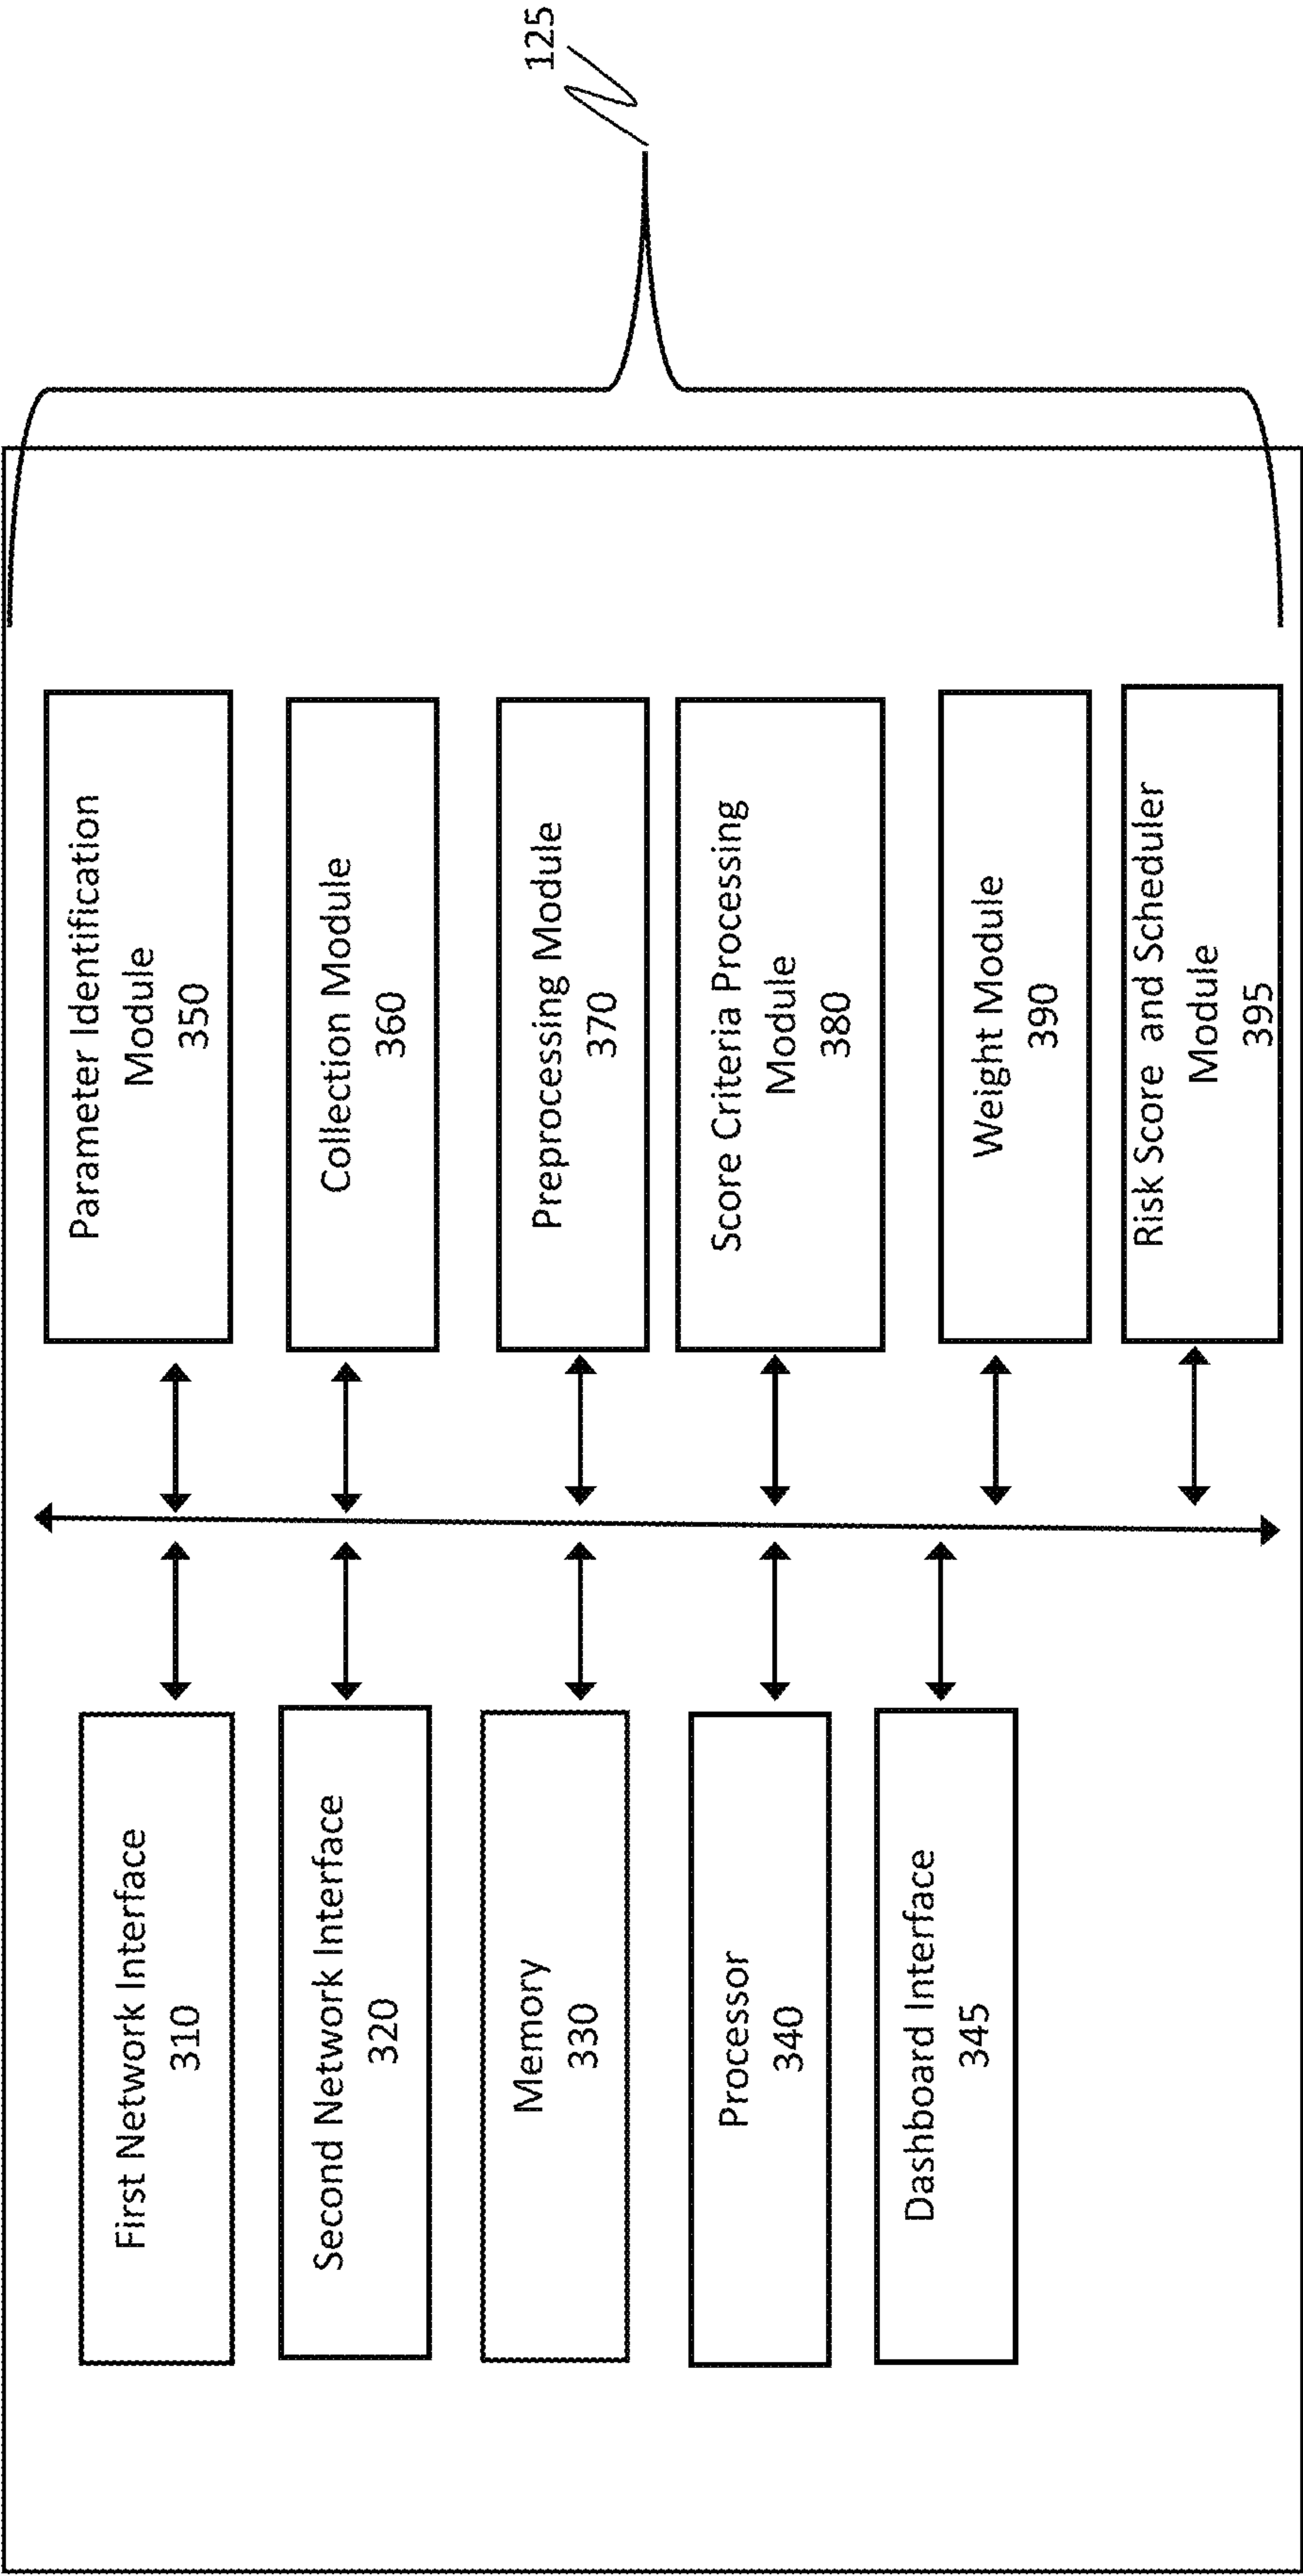 First Network Interface
310
Second Network Interface
320
Memory
330
Processor
340
Dashboard Interface
345
Parameter Identification
Module
350
Collection Module
360
Preprocessing Module
370
Score Criteria Processing
Module
380
Weight Module
390
Risk Score and Scheduler
Module
395
125